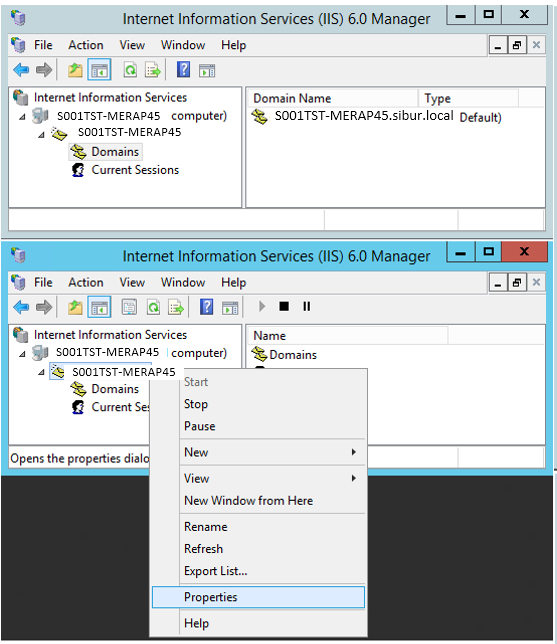 Internet Information Services (IIS) 6.0 Manager
File Action View Window Help
Internet Information Services
S001TST-MERAP45 computer)
S001TST-MERAP45
Domains
Current Sessions
Domain Name Type
S001TST-MERAP45.sibur.local Default)
Internet Information Services (IIS) 6.0 Manager
File Action View Window Help
Internet Information Services
S001TST-MERAP45 computer)
S001TST-MERAP45
Domains
Current Se
Name
Domains
Opens the properties dialo
Start
Stop
Pause
New
View
New Window from Here
Rename
Refresh
Export List...
Properties
Help